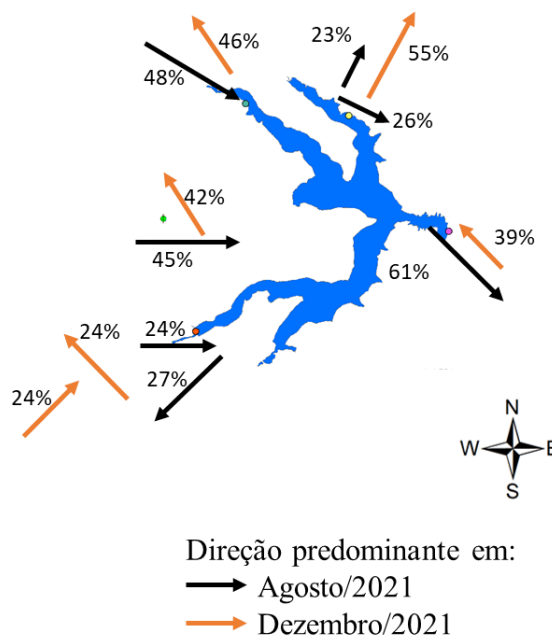 46%
23%
55%
48%
26%
42%
39%
45%
61%
24%
24%
27%
24%
N
W
E
S
Direção predominante em:
Agosto/2021
Dezembro/2021